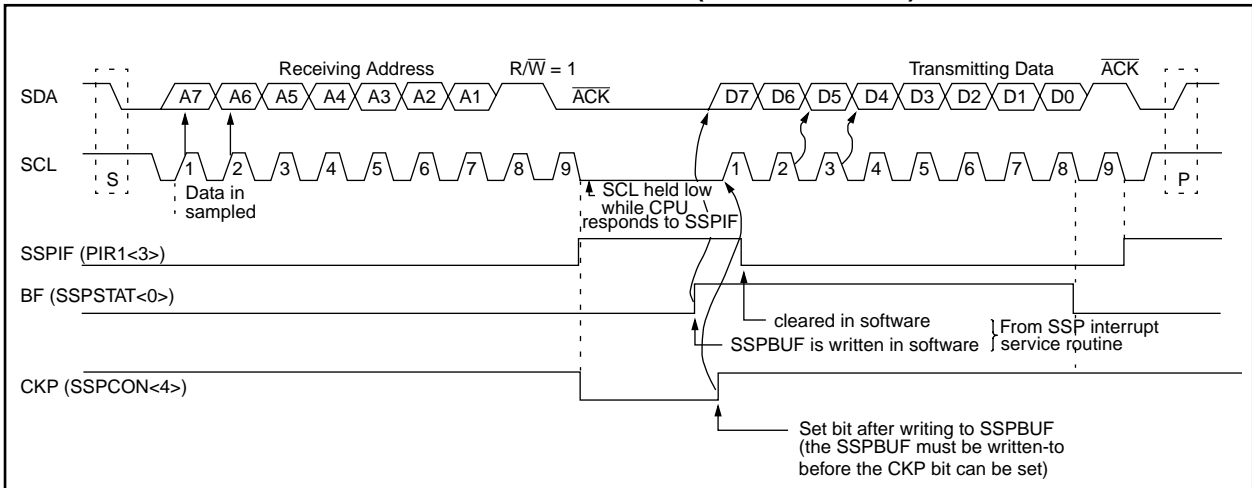 Receiving Address R/W̅ = 1 Transmitting Data A̅C̅K̅
SDA A7 A6 A5 A4 A3 A2 A1 A̅C̅K̅ D7 D6 D5 D4 D3 D2 D1 D0
SCL S 1 2 3 4 5 6 7 8 9 1 2 3 4 5 6 7 8 9 P
Data in
sampled
SCL held low
while CPU
responds to SSPIF
SSPIF (PIR1<3>)
BF (SSPSTAT<0>)
cleared in software
SSPBUF is written in software
From SSP interrupt
service routine
CKP (SSPCON<4>)
Set bit after writing to SSPBUF
(the SSPBUF must be written-to
before the CKP bit can be set)